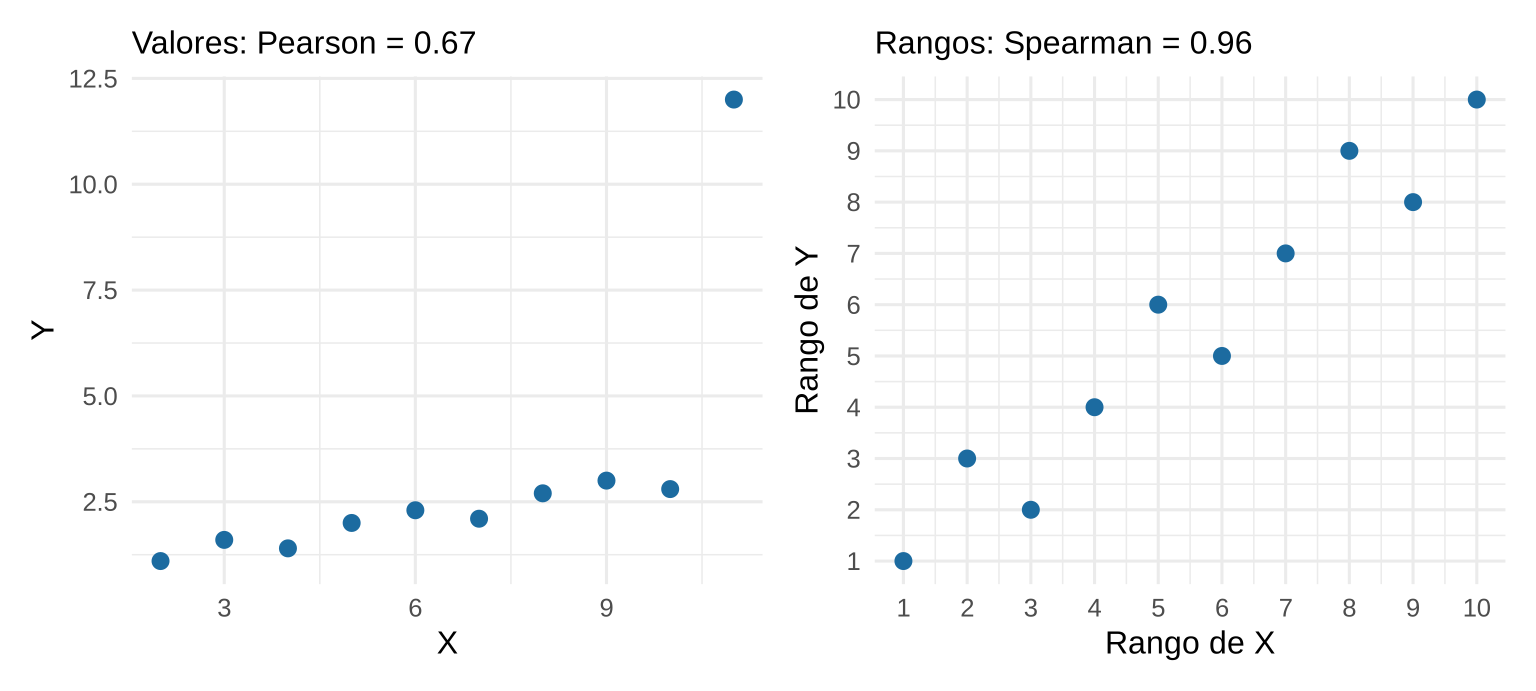 Valores: Pearson = 0.67
12.5
10.0
7.5
5.0
2.5
Y
3 6 9
X
Rangos: Spearman = 0.96
10
9
8
7
6
5
4
3
2
1
Rango de Y
1 2 3 4 5 6 7 8 9 10
Rango de X